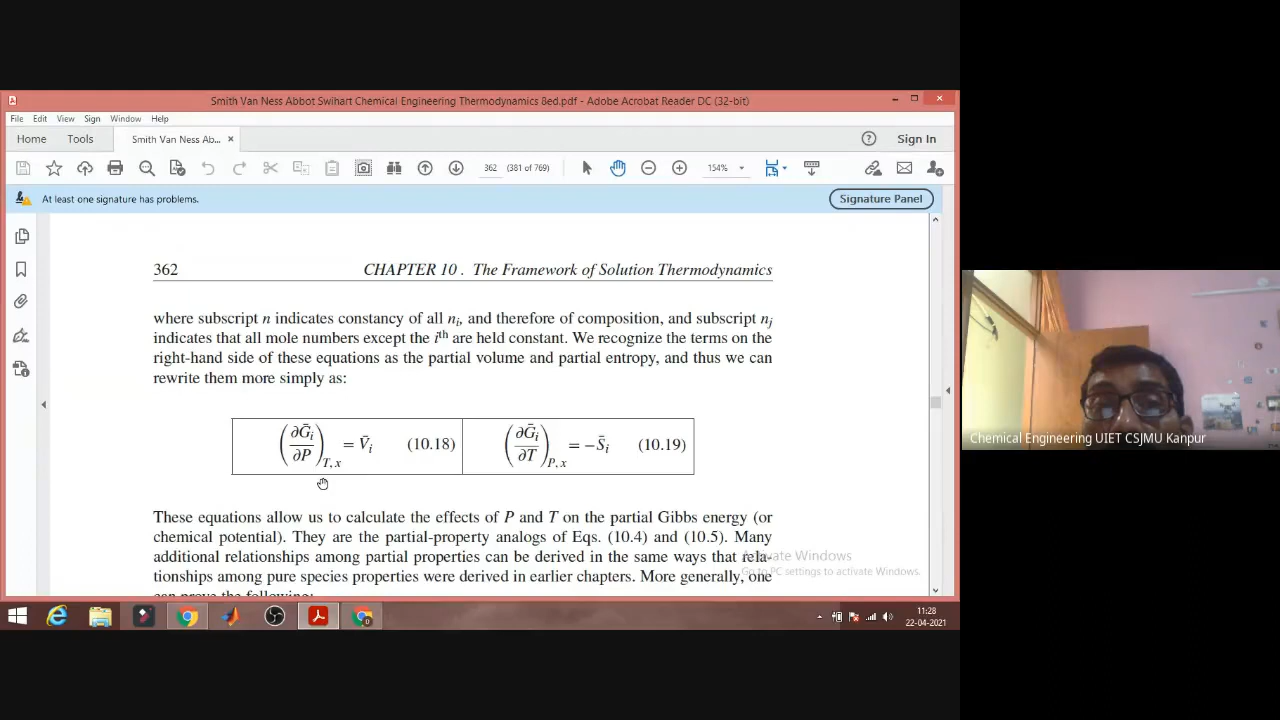 Smith Van Ness Abbot Swihart Chemical Engineering Thermodynamics 8ed.pdf - Adobe Acrobat Reader DC (32-bit)
File Edit View Sign Window Help
Home Tools Smith Van Ness Ab... × Sign In
362 (381 of 769) 154%
At least one signature has problems. Signature Panel
362 CHAPTER 10 . The Framework of Solution Thermodynamics
where subscript n indicates constancy of all nᵢ, and therefore of composition, and subscript nⱼ
indicates that all mole numbers except the iᵗʰ are held constant. We recognize the terms on the
right-hand side of these equations as the partial volume and partial entropy, and thus we can
rewrite them more simply as:
(∂Ḡᵢ/∂P)T, x = V̄ᵢ (10.18) (∂Ḡᵢ/∂T)P, x = −S̄ᵢ (10.19)
These equations allow us to calculate the effects of P and T on the partial Gibbs energy (or
chemical potential). They are the partial-property analogs of Eqs. (10.4) and (10.5). Many
additional relationships among partial properties can be derived in the same ways that rela-
tionships among pure species properties were derived in earlier chapters. More generally, one
can prove the following:
Activate Windows
Go to PC settings to activate Windows.
11:28
22-04-2021
Chemical Engineering UIET CSJMU Kanpur